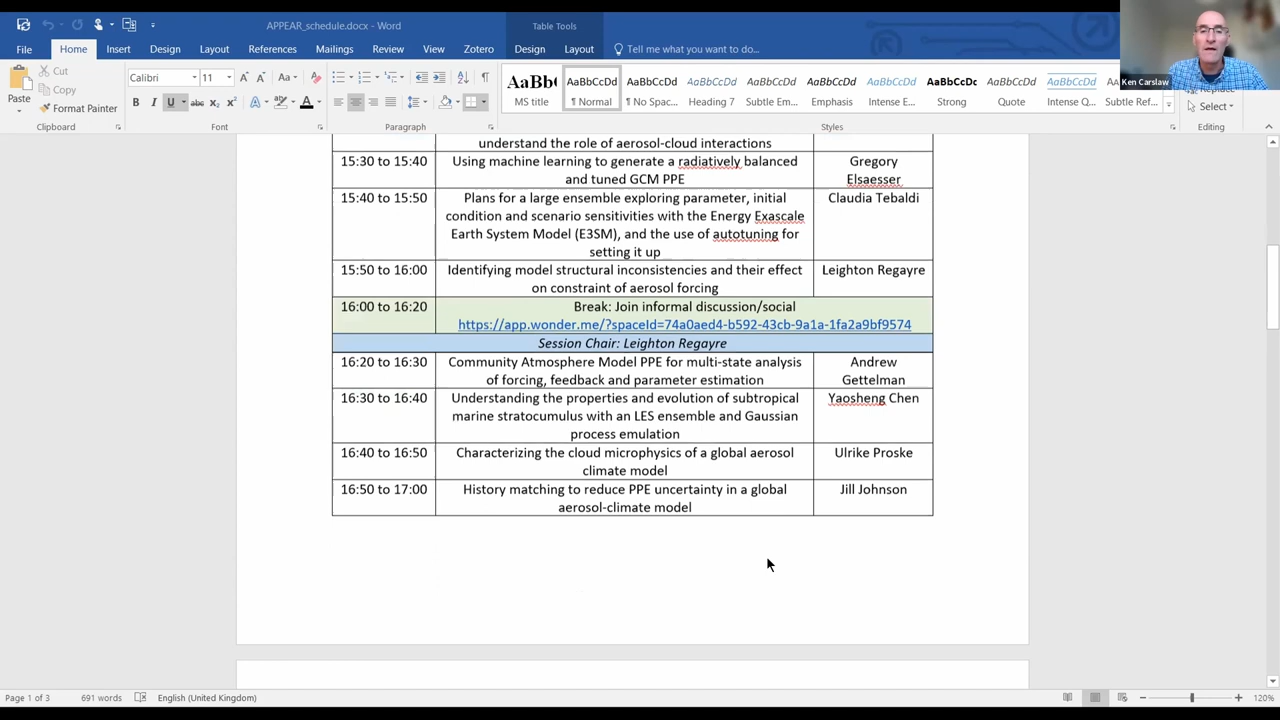 APPEAR_schedule.docx - Word
Table Tools
File Home Insert Design Layout References Mailings Review View Zotero Design Layout Tell me what you want to do...
Ken Carslaw
Paste
Cut
Copy
Format Painter
Clipboard
Calibri 11
Font
Paragraph
AaBb( AaBbCcDd AaBbCcDd AaBbCcDd AaBbCcDd AaBbCcDd AaBbCcDd AaBbCcDc AaBbCcDd AaBbCcDd AaBbCcDd
MS title ¶ Normal ¶ No Spac... Heading 7 Subtle Em... Emphasis Intense E... Strong Quote Intense Q... Subtle Ref...
Styles
Select
Editing
understand the role of aerosol-cloud interactions
15:30 to 15:40 Using machine learning to generate a radiatively balanced Gregory
and tuned GCM PPE Elsaesser
15:40 to 15:50 Plans for a large ensemble exploring parameter, initial Claudia Tebaldi
condition and scenario sensitivities with the Energy Exascale
Earth System Model (E3SM), and the use of autotuning for
setting it up
15:50 to 16:00 Identifying model structural inconsistencies and their effect Leighton Regayre
on constraint of aerosol forcing
16:00 to 16:20 Break: Join informal discussion/social
https://app.wonder.me/?spaceId=74a0aed4-b592-43cb-9a1a-1fa2a9bf9574
Session Chair: Leighton Regayre
16:20 to 16:30 Community Atmosphere Model PPE for multi-state analysis Andrew
of forcing, feedback and parameter estimation Gettelman
16:30 to 16:40 Understanding the properties and evolution of subtropical Yaosheng Chen
marine stratocumulus with an LES ensemble and Gaussian
process emulation
16:40 to 16:50 Characterizing the cloud microphysics of a global aerosol Ulrike Proske
climate model
16:50 to 17:00 History matching to reduce PPE uncertainty in a global Jill Johnson
aerosol-climate model
Page 1 of 3 691 words English (United Kingdom) 120%